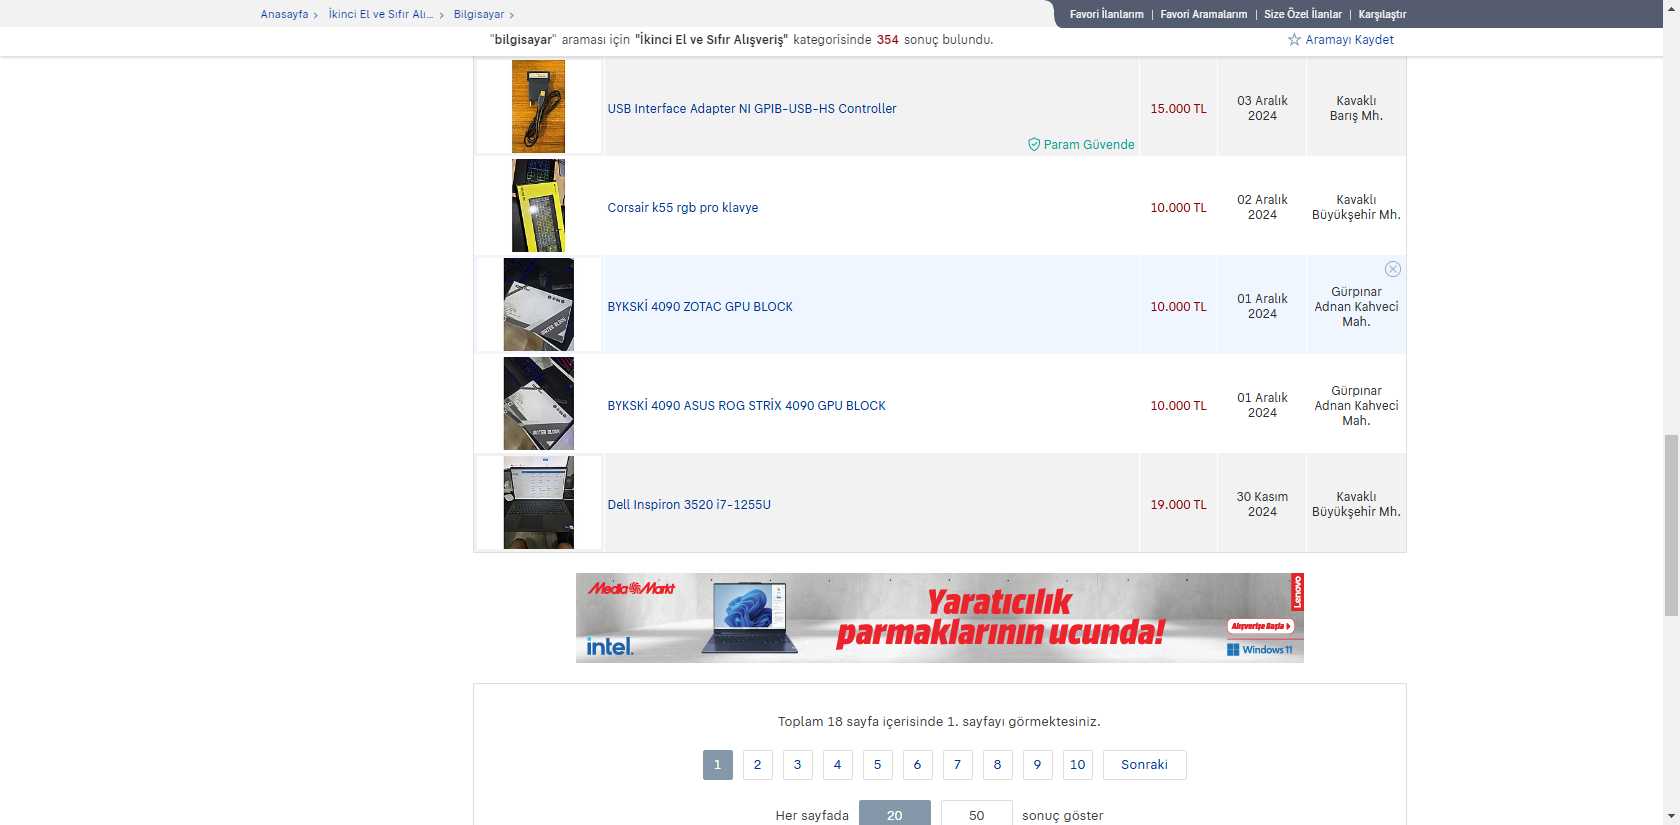 Anasayfa > İkinci El ve Sıfır Alı... > Bilgisayar >
Favori İlanlarım | Favori Aramalarım | Size Özel İlanlar | Karşılaştır
"bilgisayar" araması için "İkinci El ve Sıfır Alışveriş" kategorisinde 354 sonuç bulundu.
Aramayı Kaydet
USB Interface Adapter NI GPIB-USB-HS Controller
Param Güvende
15.000 TL
03 Aralık
2024
Kavaklı
Barış Mh.
Corsair k55 rgb pro klavye
10.000 TL
02 Aralık
2024
Kavaklı
Büyükşehir Mh.
BYKSKİ 4090 ZOTAC GPU BLOCK
10.000 TL
01 Aralık
2024
Gürpınar
Adnan Kahveci
Mah.
BYKSKİ 4090 ASUS ROG STRİX 4090 GPU BLOCK
10.000 TL
01 Aralık
2024
Gürpınar
Adnan Kahveci
Mah.
Dell Inspiron 3520 i7-1255U
19.000 TL
30 Kasım
2024
Kavaklı
Büyükşehir Mh.
Media Markt
intel.
Yaratıcılık
parmaklarının ucunda!
Lenovo
Alışverişe Başla
Windows 11
Toplam 18 sayfa içerisinde 1. sayfayı görmektesiniz.
1 2 3 4 5 6 7 8 9 10 Sonraki
Her sayfada 20 50 sonuç göster